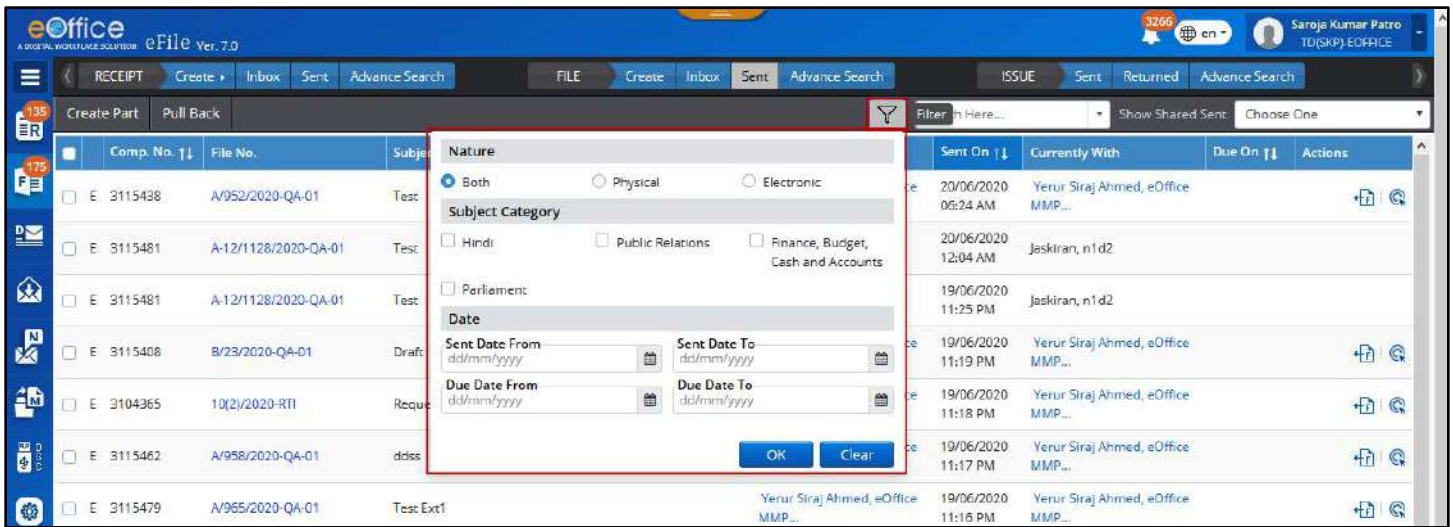 eOffice
A DIGITAL WORKPLACE SOLUTION eFile Ver. 7.0
3266 en
Saroja Kumar Patro
TD(SKP)-EOFFICE
RECEIPT Create Inbox Sent Advance Search FILE Create Inbox Sent Advance Search ISSUE Sent Returned Advance Search
135 R
Create Part Pull Back Filter h Here... Show Shared Sent Choose One
Comp. No. File No. Subje Sent On Currently With Due On Actions
175 F
Nature
Both Physical Electronic
Subject Category
Hindi Public Relations Finance, Budget,
Cash and Accounts
Parliament
Date
Sent Date From Sent Date To
dd/mm/yyyy dd/mm/yyyy
Due Date From Due Date To
dd/mm/yyyy dd/mm/yyyy
OK Clear
E 3115438 A/952/2020-QA-01 Test ce 20/06/2020 Yerur Siraj Ahmed, eOffice
06:24 AM MMP...
E 3115481 A-12/1128/2020-QA-01 Test 20/06/2020 Jaskiran, n1d2
12:04 AM
E 3115481 A-12/1128/2020-QA-01 Test 19/06/2020 Jaskiran, n1d2
11:25 PM
E 3115408 B/23/2020-QA-01 Draft ce 19/06/2020 Yerur Siraj Ahmed, eOffice
11:19 PM MMP...
E 3104365 10(2)/2020-RTI Reque ce 19/06/2020 Yerur Siraj Ahmed, eOffice
11:18 PM MMP...
E 3115462 A/958/2020-QA-01 ddss ce 19/06/2020 Yerur Siraj Ahmed, eOffice
11:17 PM MMP...
E 3115479 A/965/2020-QA-01 Test Ext1 Yerur Siraj Ahmed, eOffice 19/06/2020 Yerur Siraj Ahmed, eOffice
MMP... 11:16 PM MMP...